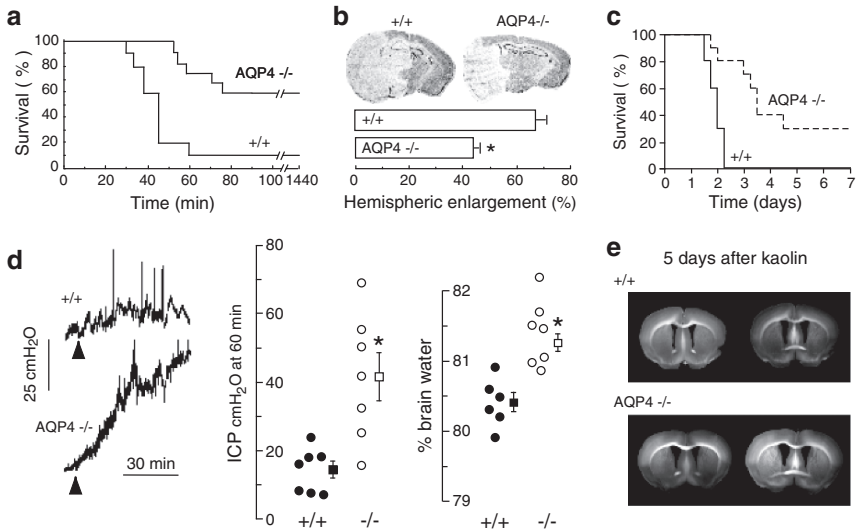 a
100
80
60
40
20
0
Survival ( % )
AQP4 -/-
+/+
0 20 40 60 80 100 1440
Time (min)
b
+/+ AQP4-/-
+/+
AQP4 -/- *
0 20 40 60 80
Hemispheric enlargement (%)
c
100
80
60
40
20
0
Survival ( % )
AQP4 -/-
+/+
0 1 2 3 4 5 6 7
Time (days)
d
+/+
25 cmH2O
AQP4 -/-
30 min
80
60
40
20
0
ICP cmH2O at 60 min
*
+/+ -/-
82
81
80
79
% brain water
*
+/+ -/-
e
5 days after kaolin
+/+
AQP4 -/-